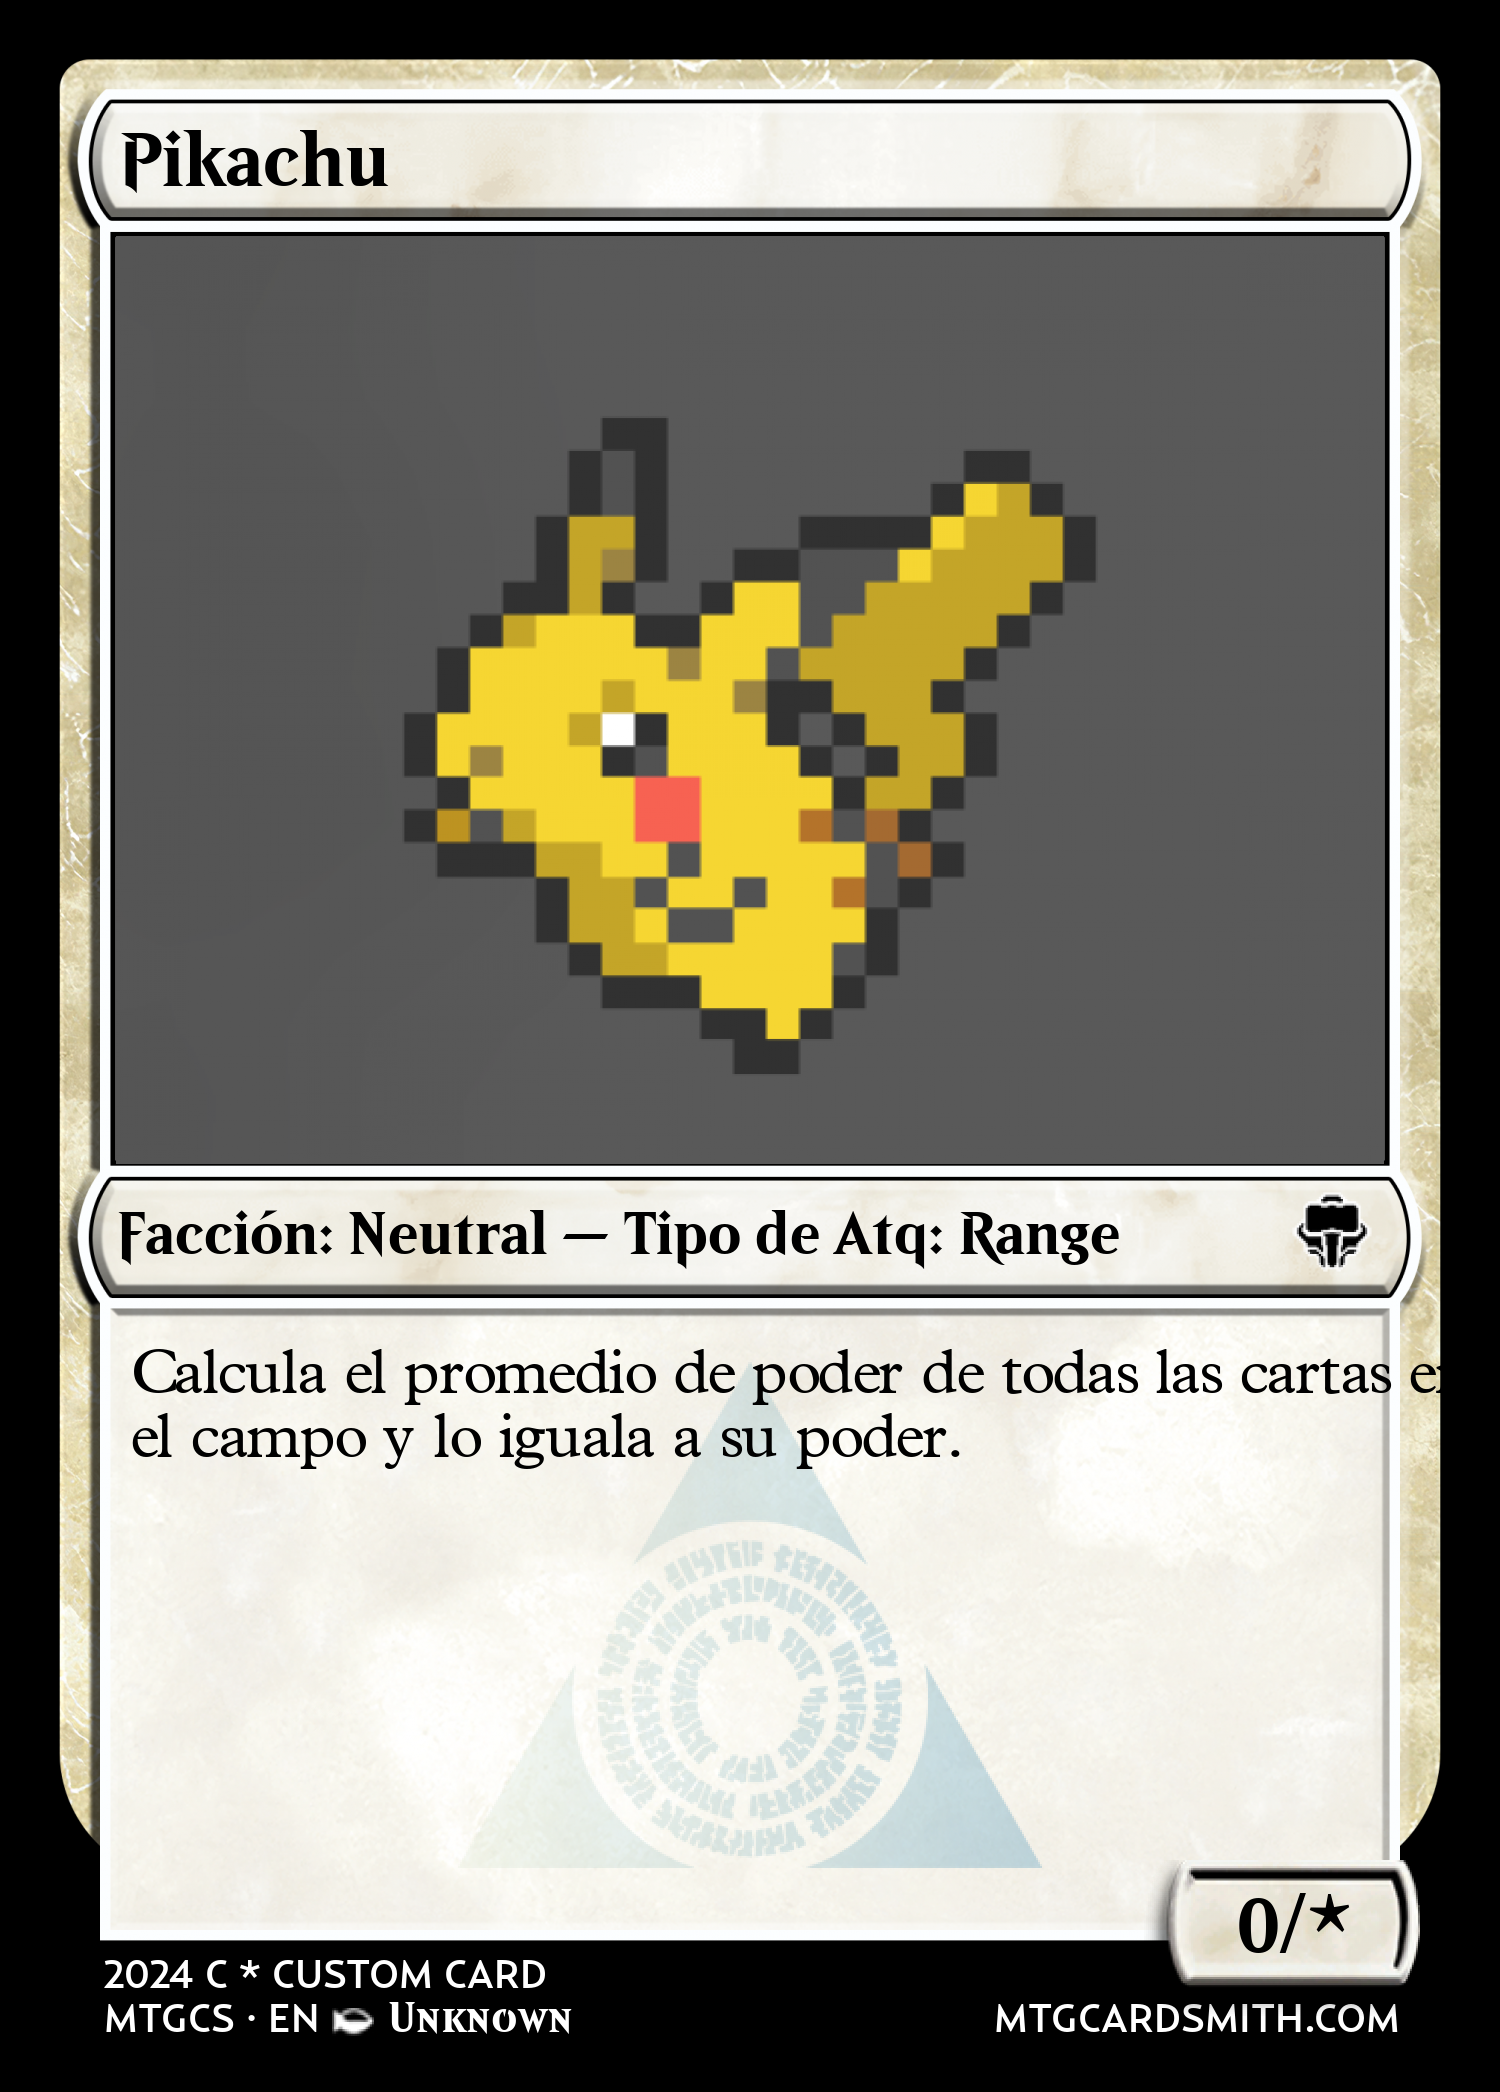 Pikachu
Facción: Neutral — Tipo de Atq: Range
Calcula el promedio de poder de todas las cartas en
el campo y lo iguala a su poder.
0/★
2024 C * CUSTOM CARD
MTGCS · EN UNKNOWN
MTGCARDSMITH.COM